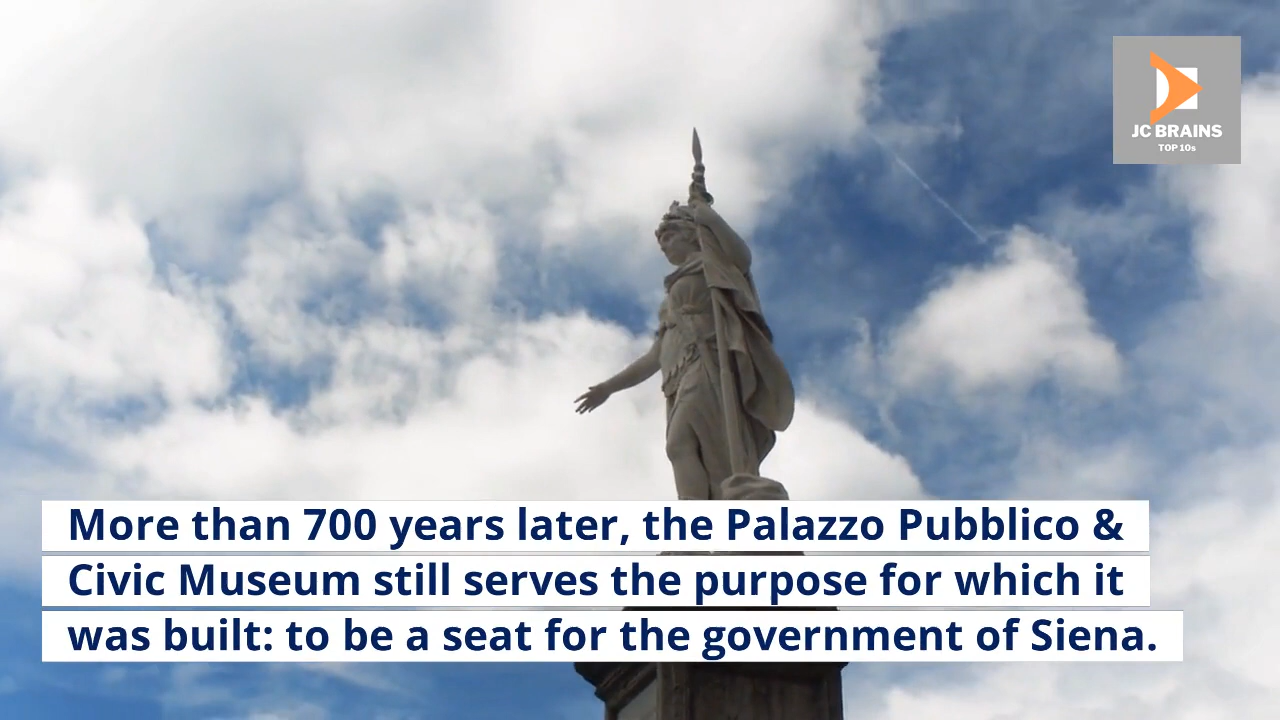 JC BRAINS
TOP 10s
More than 700 years later, the Palazzo Pubblico &
Civic Museum still serves the purpose for which it
was built: to be a seat for the government of Siena.